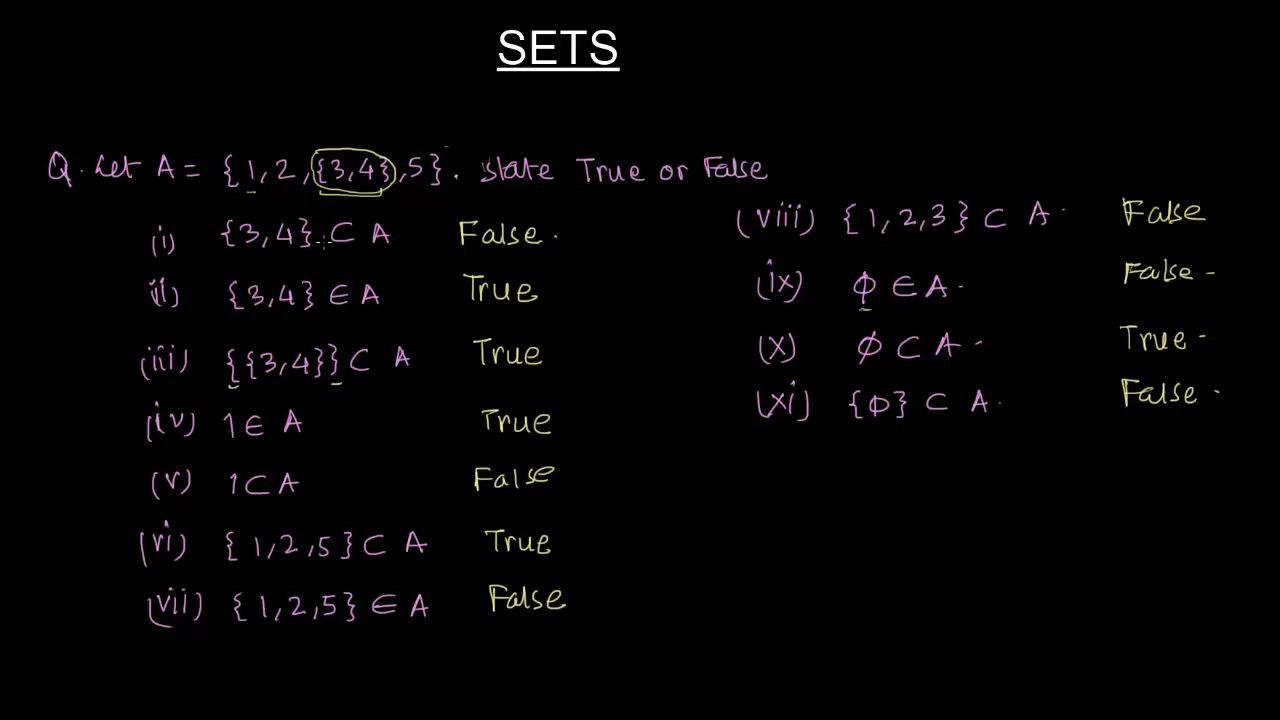 SETS
Q. Let A = {1, 2, {3, 4}, 5}. State True or False
(i) {3, 4} ⊂ A False.
(ii) {3, 4} ∈ A True
(iii) {{3, 4}} ⊂ A True
(iv) 1 ∈ A True
(v) 1 ⊂ A False
(vi) {1, 2, 5} ⊂ A True
(vii) {1, 2, 5} ∈ A False
(viii) {1, 2, 3} ⊂ A. False
(ix) ϕ ∈ A. False -
(x) ϕ ⊂ A - True -
(xi) {ϕ} ⊂ A. False -